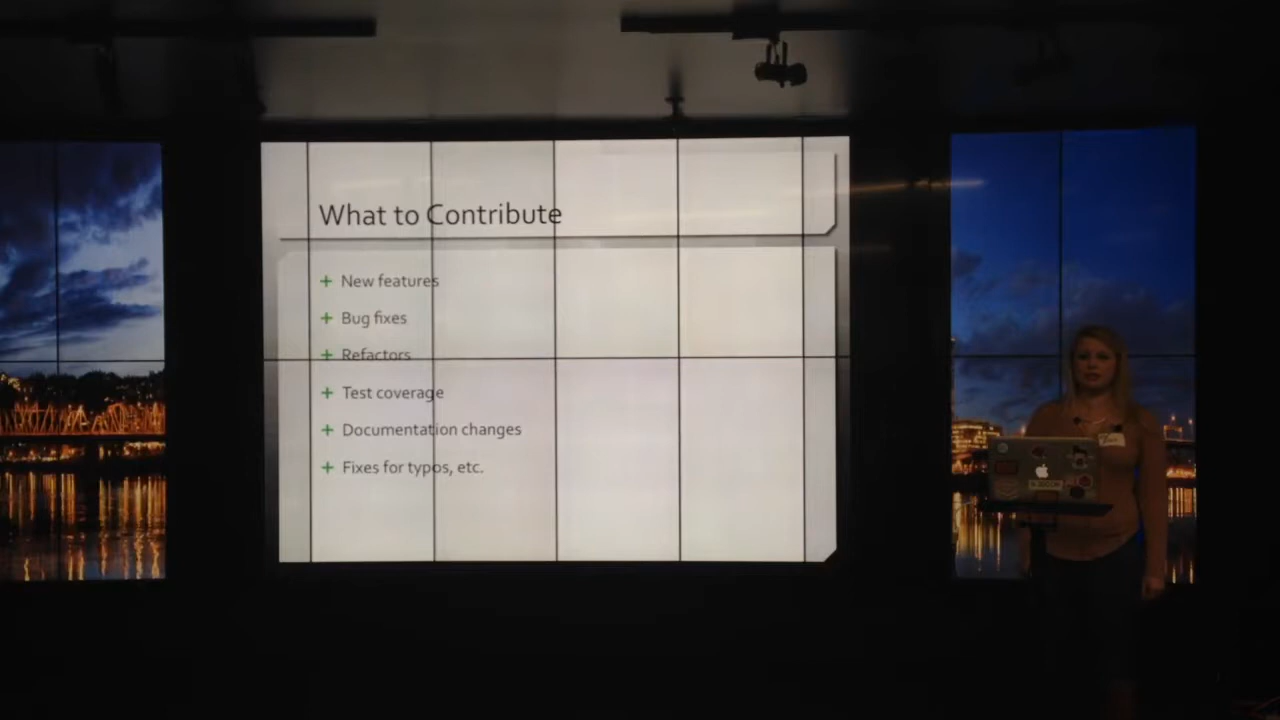 What to Contribute
+ New features
+ Bug fixes
+ Refactors
+ Test coverage
+ Documentation changes
+ Fixes for typos, etc.